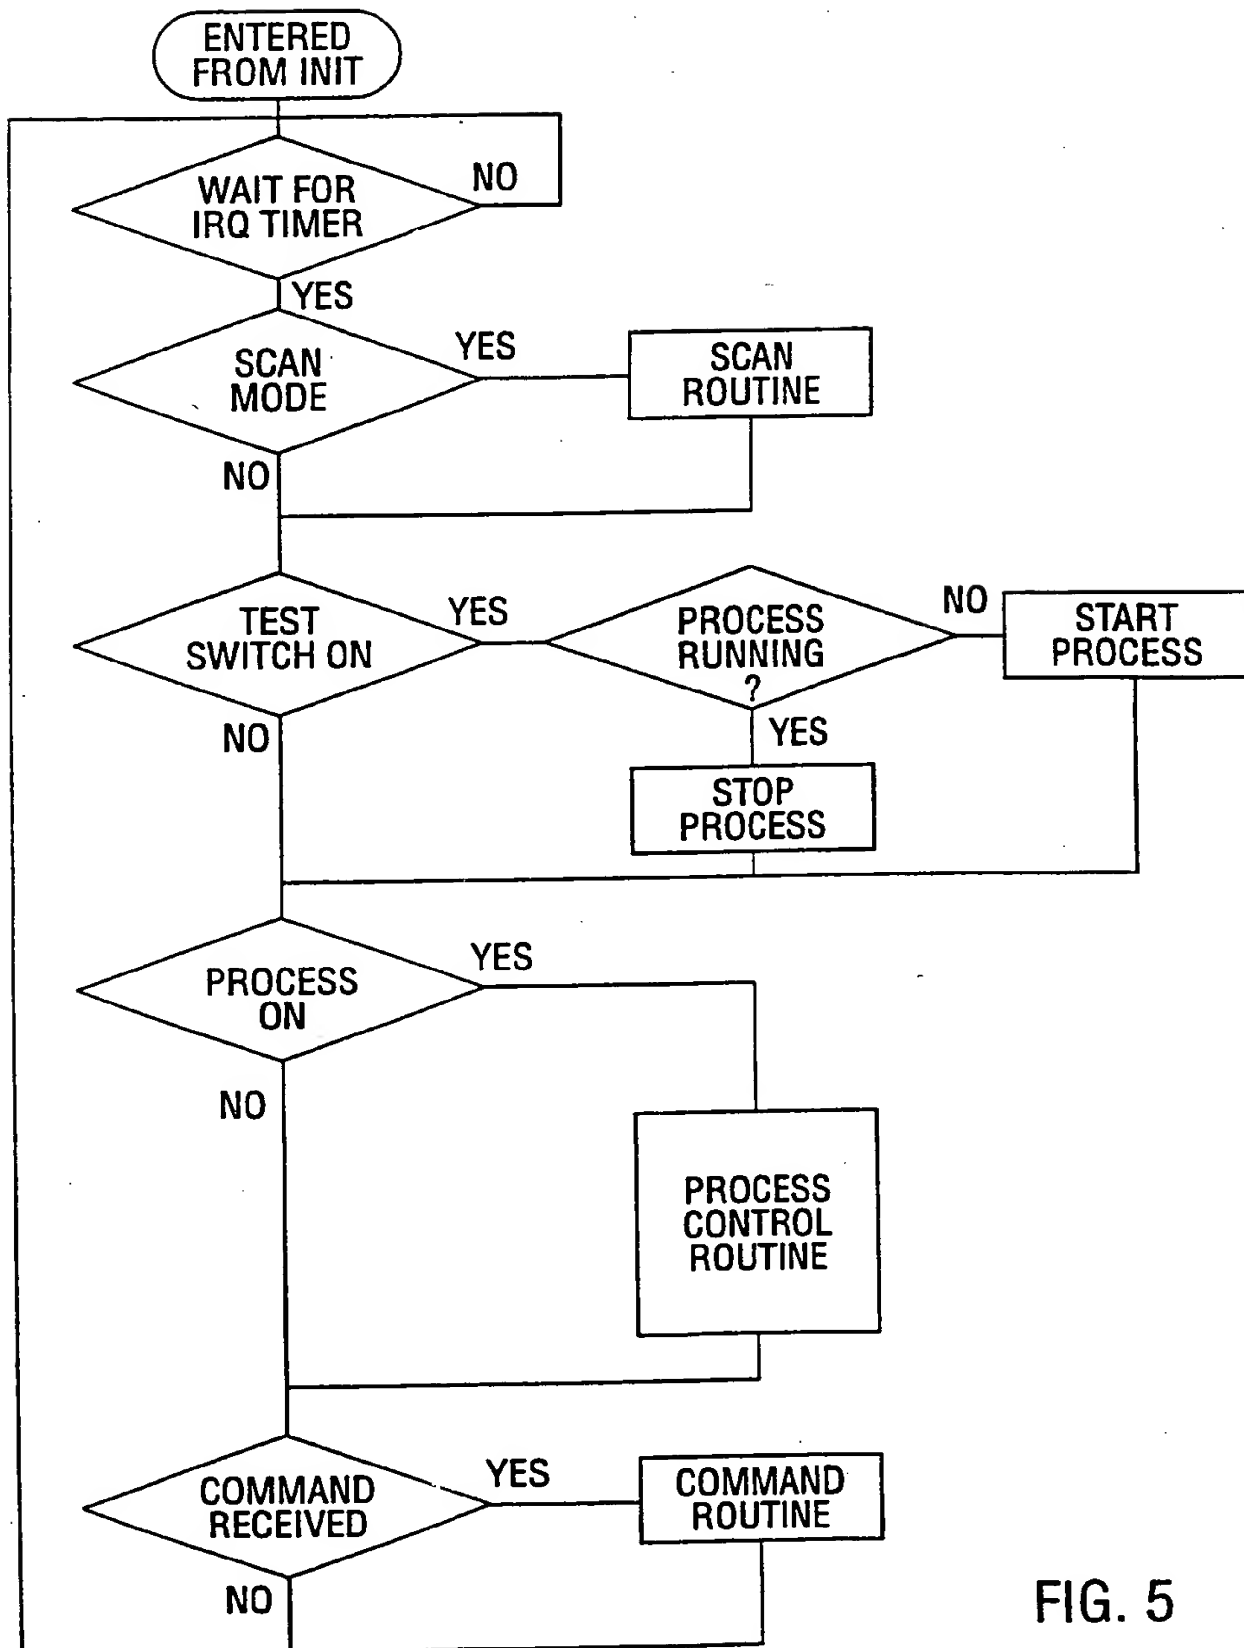 ENTERED
FROM INIT
WAIT FOR
IRQ TIMER
NO
YES
SCAN
MODE
YES
SCAN
ROUTINE
NO
TEST
SWITCH ON
YES
PROCESS
RUNNING
?
NO
START
PROCESS
NO
YES
STOP
PROCESS
PROCESS
ON
YES
NO
PROCESS
CONTROL
ROUTINE
COMMAND
RECEIVED
YES
COMMAND
ROUTINE
NO
FIG. 5